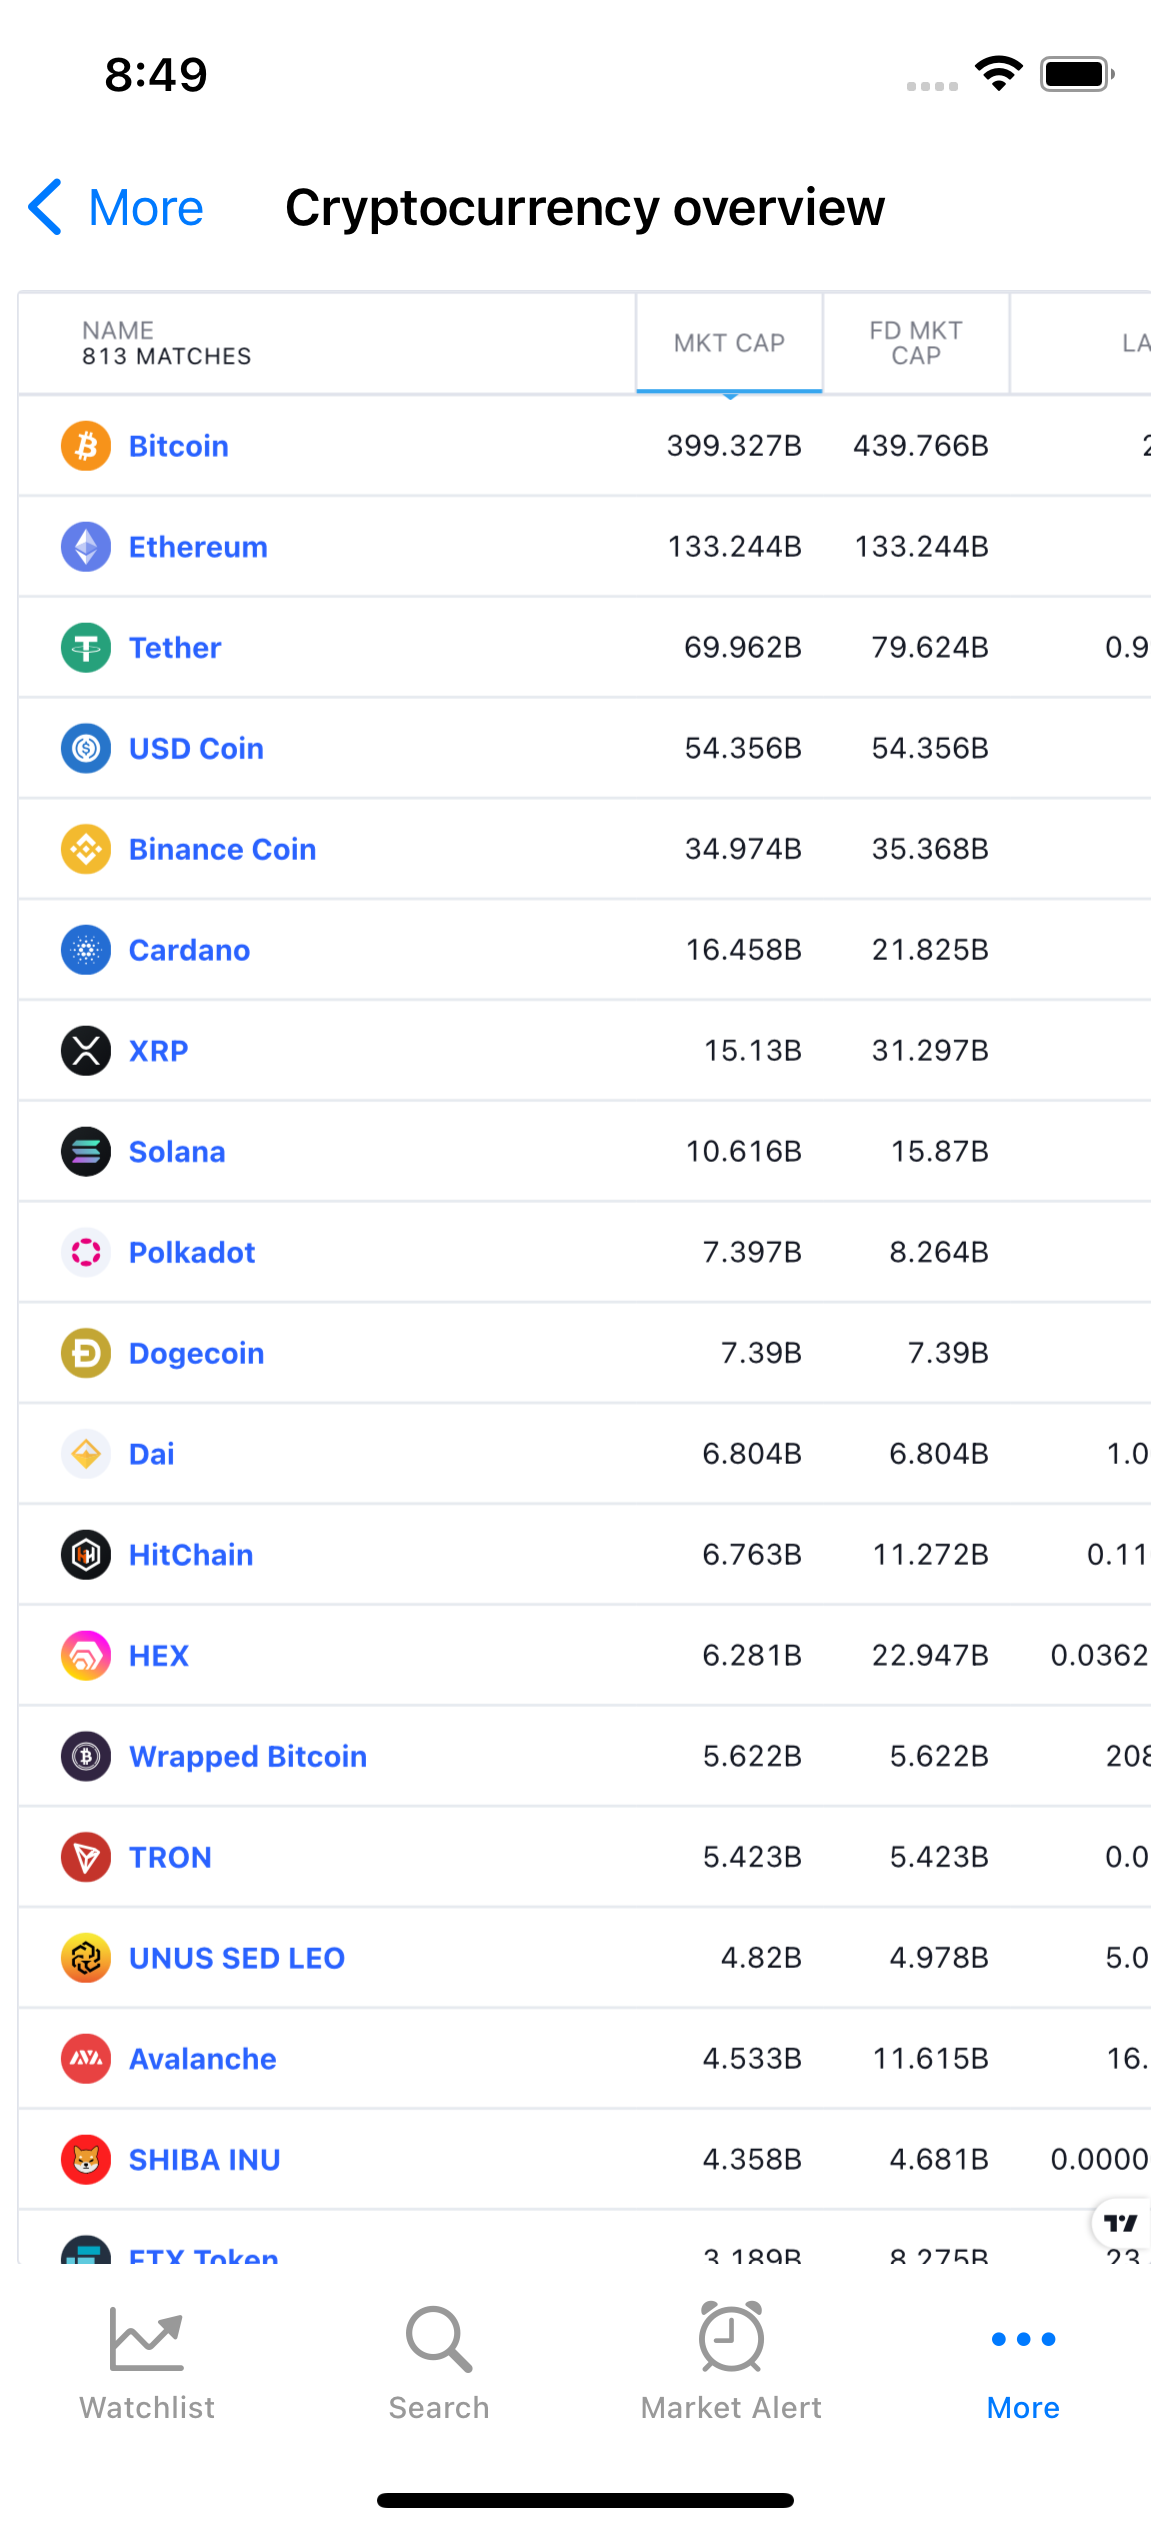 8:49
More Cryptocurrency overview
NAME
813 MATCHES
MKT CAP
FD MKT
CAP
LA
Bitcoin 399.327B 439.766B 2
Ethereum 133.244B 133.244B
Tether 69.962B 79.624B 0.9
USD Coin 54.356B 54.356B
Binance Coin 34.974B 35.368B
Cardano 16.458B 21.825B
XRP 15.13B 31.297B
Solana 10.616B 15.87B
Polkadot 7.397B 8.264B
Dogecoin 7.39B 7.39B
Dai 6.804B 6.804B 1.0
HitChain 6.763B 11.272B 0.11
HEX 6.281B 22.947B 0.0362
Wrapped Bitcoin 5.622B 5.622B 208
TRON 5.423B 5.423B 0.0
UNUS SED LEO 4.82B 4.978B 5.0
Avalanche 4.533B 11.615B 16.
SHIBA INU 4.358B 4.681B 0.0000
FTX Token 3.189B 8.275B 23.
Watchlist Search Market Alert More